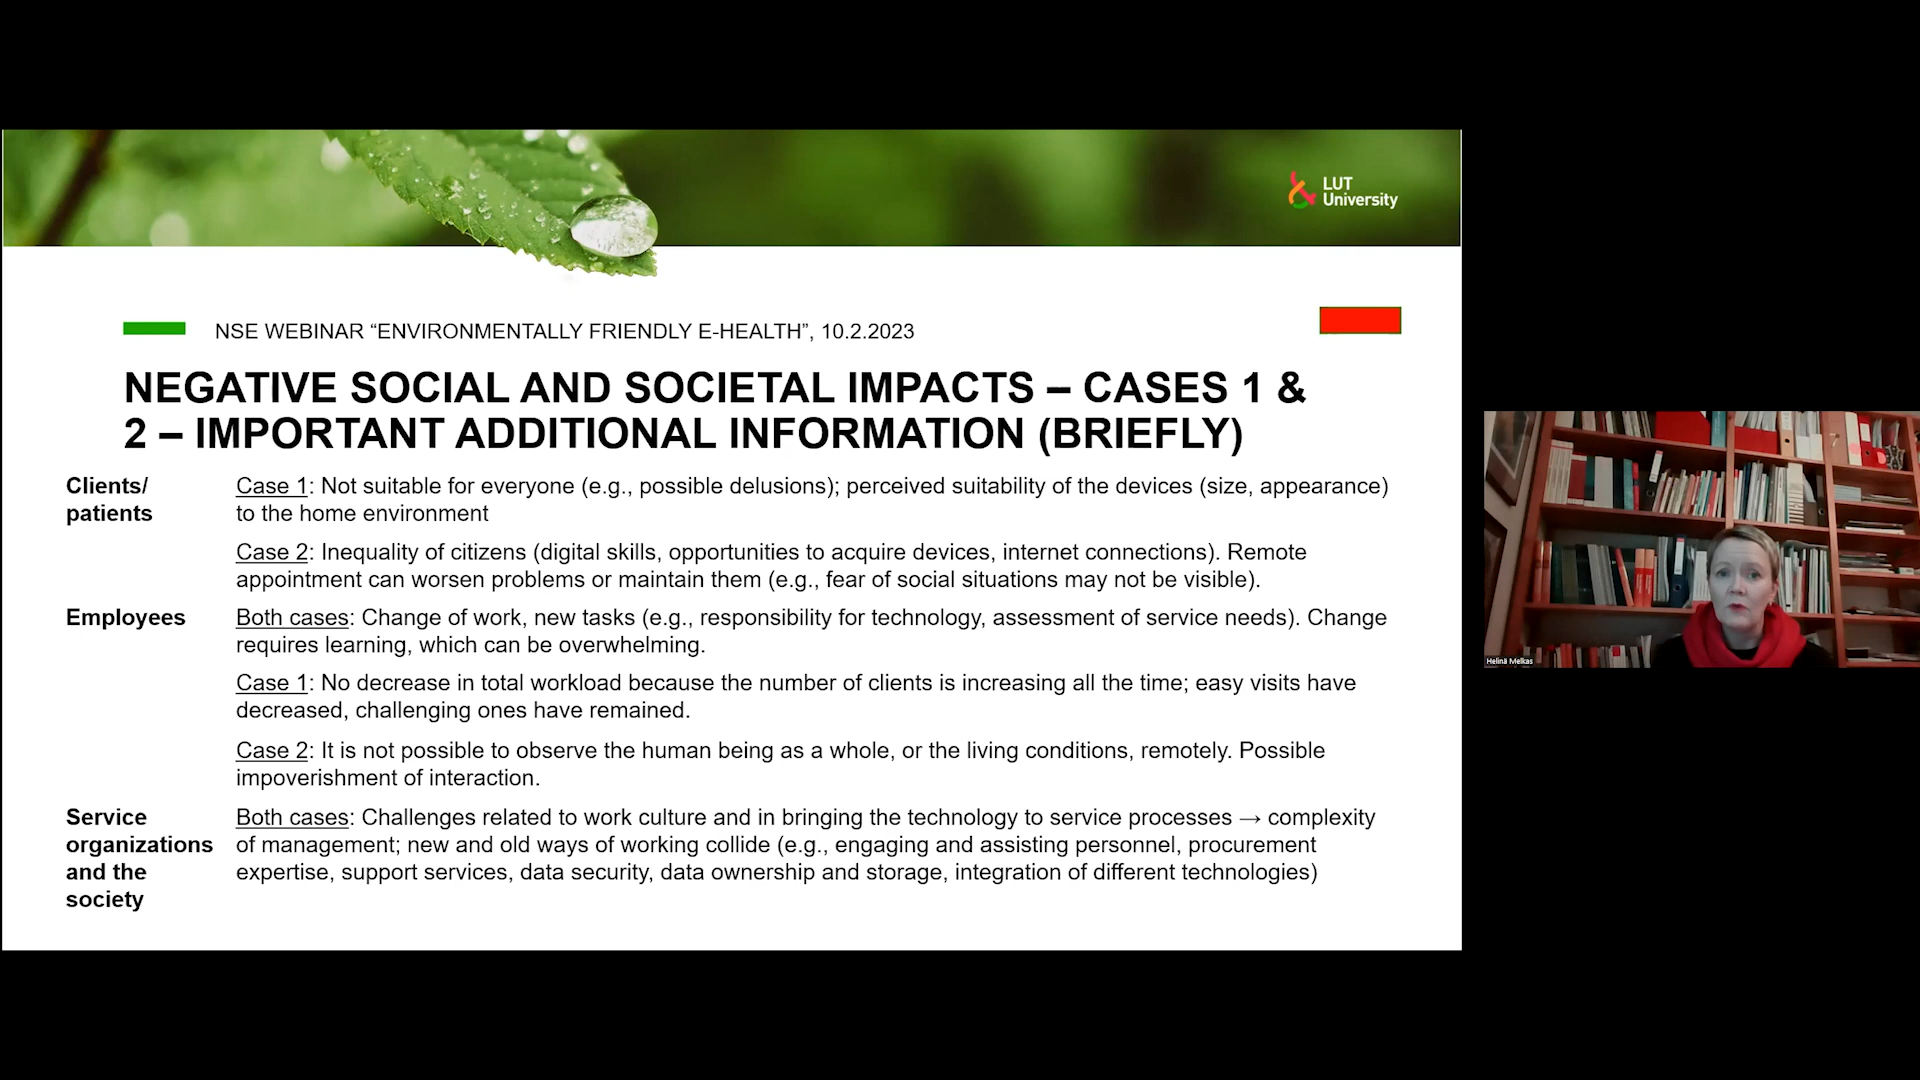 LUT
University
NSE WEBINAR “ENVIRONMENTALLY FRIENDLY E-HEALTH”, 10.2.2023
NEGATIVE SOCIAL AND SOCIETAL IMPACTS – CASES 1 &
2 – IMPORTANT ADDITIONAL INFORMATION (BRIEFLY)
Clients/
patients
Case 1: Not suitable for everyone (e.g., possible delusions); perceived suitability of the devices (size, appearance)
to the home environment
Case 2: Inequality of citizens (digital skills, opportunities to acquire devices, internet connections). Remote
appointment can worsen problems or maintain them (e.g., fear of social situations may not be visible).
Employees
Both cases: Change of work, new tasks (e.g., responsibility for technology, assessment of service needs). Change
requires learning, which can be overwhelming.
Case 1: No decrease in total workload because the number of clients is increasing all the time; easy visits have
decreased, challenging ones have remained.
Case 2: It is not possible to observe the human being as a whole, or the living conditions, remotely. Possible
impoverishment of interaction.
Service
organizations
and the
society
Both cases: Challenges related to work culture and in bringing the technology to service processes → complexity
of management; new and old ways of working collide (e.g., engaging and assisting personnel, procurement
expertise, support services, data security, data ownership and storage, integration of different technologies)
Helinä Melkas